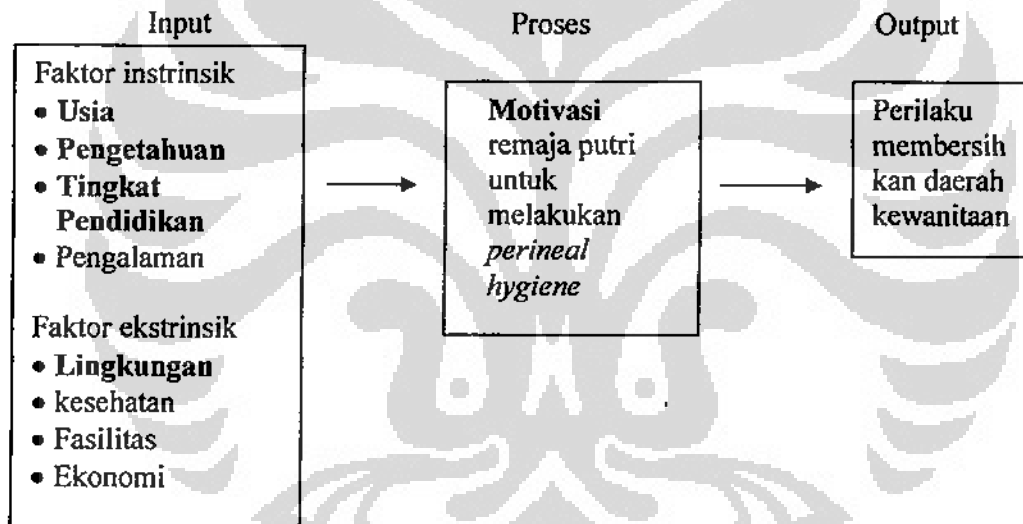 Input
Proses
Output
Faktor instrinsik
• Usia
• Pengetahuan
• Tingkat
Pendidikan
• Pengalaman
Faktor ekstrinsik
• Lingkungan
• kesehatan
• Fasilitas
• Ekonomi
Motivasi
remaja putri
untuk
melakukan
perineal
hygiene
Perilaku
membersih
kan daerah
kewanitaan